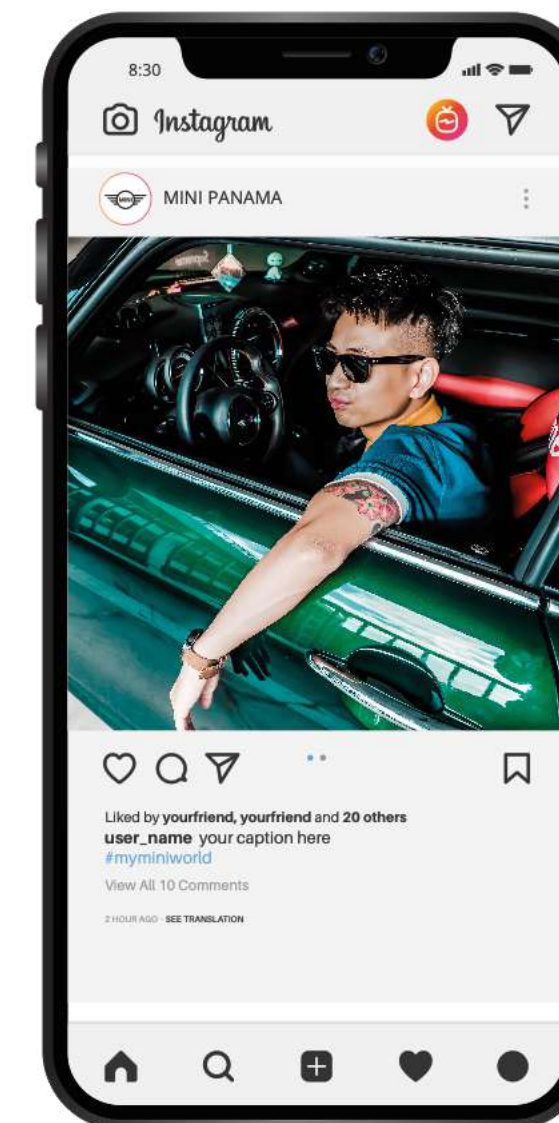 8:30
Instagram
MINI
MINI PANAMA
Liked by yourfriend, yourfriend and 20 others
user_name your caption here
#myminiworld
View All 10 Comments
2 HOUR AGO · SEE TRANSLATION